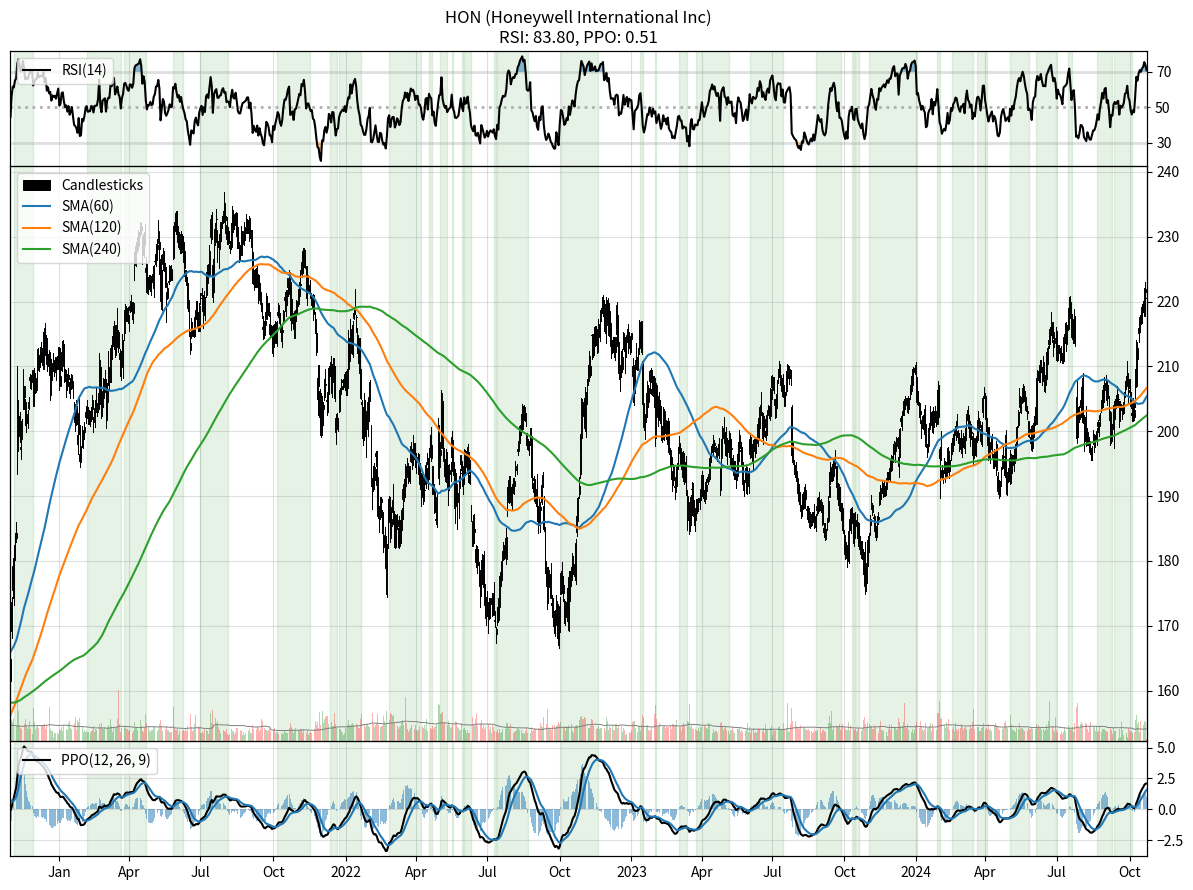 HON (Honeywell International Inc)
RSI: 83.80, PPO: 0.51
RSI(14)
70
50
30
Candlesticks
SMA(60)
SMA(120)
SMA(240)
240
230
220
210
200
190
180
170
160
PPO(12, 26, 9)
5.0
2.5
0.0
−2.5
Jan Apr Jul Oct 2022 Apr Jul Oct 2023 Apr Jul Oct 2024 Apr Jul Oct